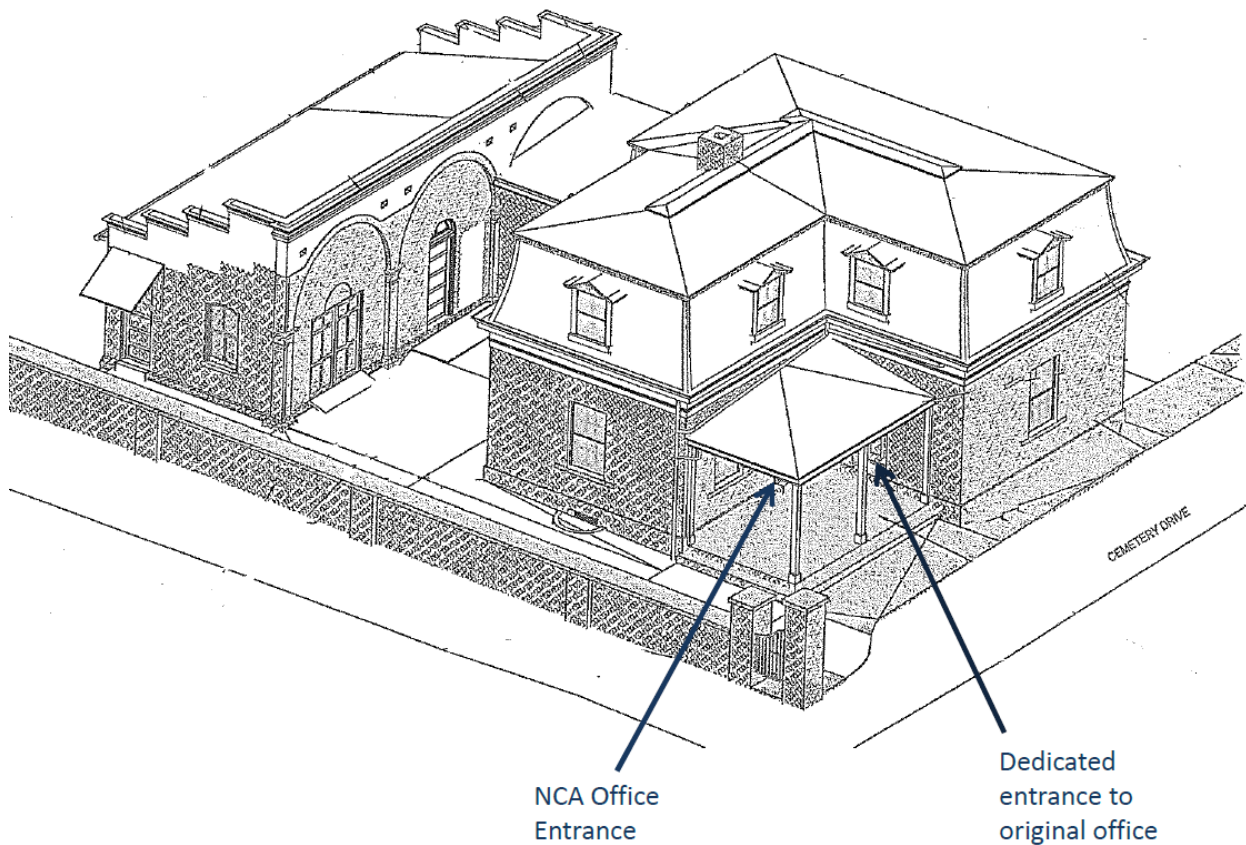 CEMETERY DRIVE
NCA Office
Entrance
Dedicated
entrance to
original office